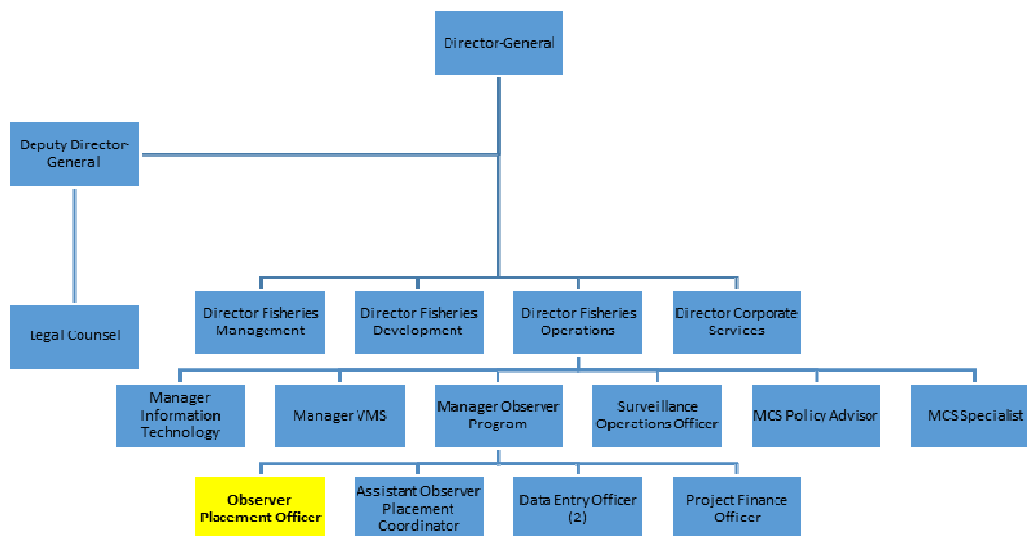 Director-General
Deputy Director-
General
Legal Counsel
Director Fisheries
Management
Director Fisheries
Development
Director Fisheries
Operations
Director Corporate
Services
Manager
Information
Technology
Manager VMS
Manager Observer
Program
Surveillance
Operations Officer
MCS Policy Advisor
MCS Specialist
Observer
Placement Officer
Assistant Observer
Placement
Coordinator
Data Entry Officer
(2)
Project Finance
Officer